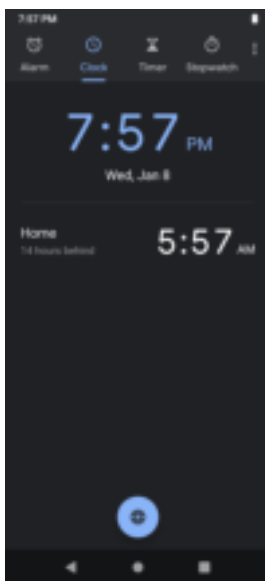 7:57 PM
Alarm Clock Timer Stopwatch
7:57 PM
Wed, Jan 8
Home
14 hours behind
5:57 AM